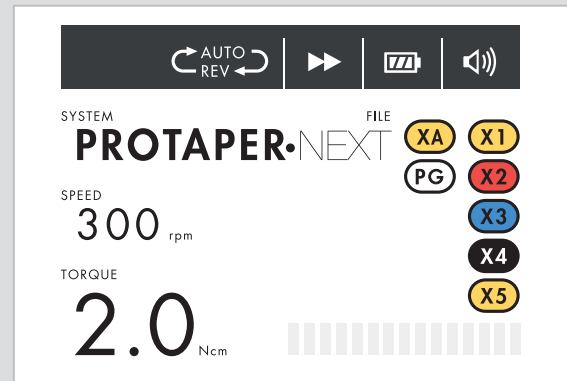 AUTO
REV
SYSTEM
FILE
PROTAPER•NEXT
XA
X1
PG
X2
SPEED
300 rpm
X3
X4
TORQUE
X5
2.0 Ncm